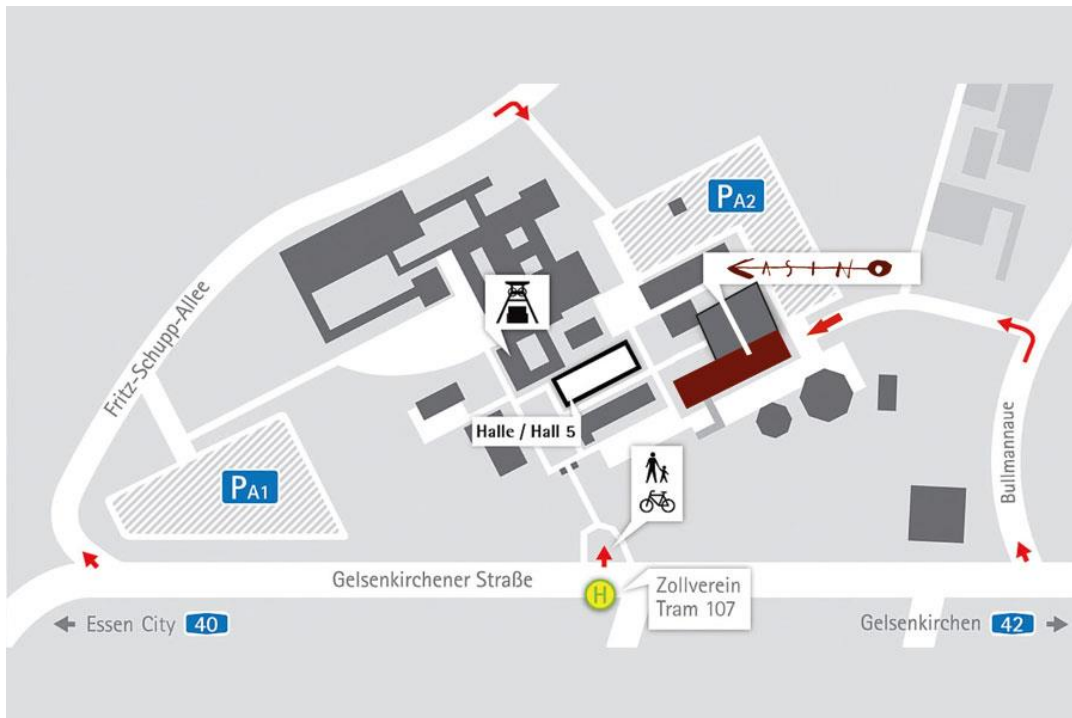 PA2
CASINO
Fritz-Schupp-Allee
Halle / Hall 5
PA1
Bullmannaue
Gelsenkirchener Straße
H
Zollverein
Tram 107
Essen City 40
Gelsenkirchen 42